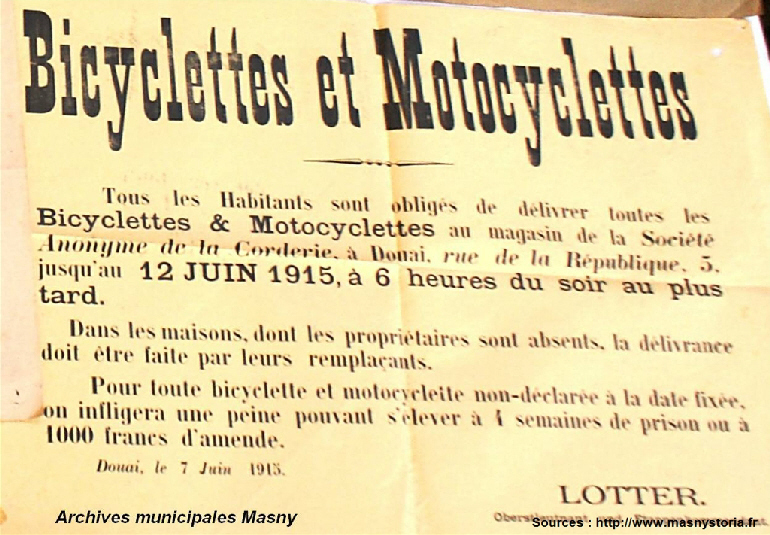 Bicyclettes et Motocyclettes
Tous les Habitants sont obligés de délivrer toutes les
Bicyclettes & Motocyclettes au magasin de la Société
Anonyme de la Corderie, à Douai, rue de la République, 5,
jusqu'au 12 JUIN 1915, à 6 heures du soir au plus
tard.
Dans les maisons, dont les propriétaires sont absents, la délivrance
doit être faite par leurs remplaçants.
Pour toute bicyclette et motocyclette non-déclarée à la date fixée,
on infligera une peine pouvant s'élever à 4 semaines de prison ou à
1000 francs d'amende.
Douai, le 7 Juin 1915.
LOTTER.
Oberstleutnant und
Archives municipales Masny
Sources : http://www.masnystoria.fr